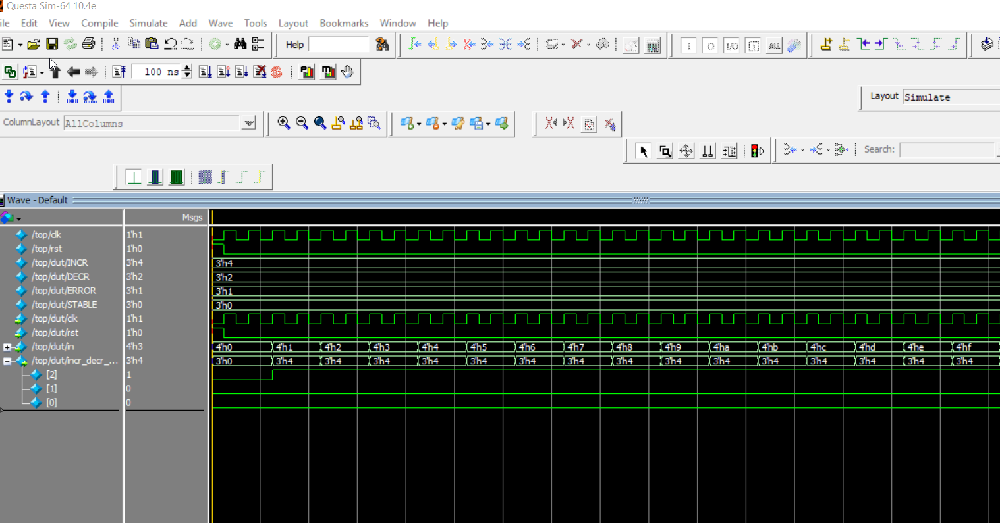 Questa Sim-64 10.4e
ile Edit View Compile Simulate Add Wave Tools Layout Bookmarks Window Help
Help
1 0 I/O 1 ALL
100 ns
Layout Simulate
ColumnLayout AllColumns
Search:
Wave - Default
Msgs
/top/clk 1'h1
/top/rst 1'h0
/top/dut/INCR 3'h4 3'h4
/top/dut/DECR 3'h2 3'h2
/top/dut/ERROR 3'h1 3'h1
/top/dut/STABLE 3'h0 3'h0
/top/dut/clk 1'h1
/top/dut/rst 1'h0
/top/dut/in 4'h3 4'h0 4'h1 4'h2 4'h3 4'h4 4'h5 4'h6 4'h7 4'h8 4'h9 4'ha 4'hb 4'hc 4'hd 4'he 4'hf
/top/dut/incr_decr_... 3'h4 3'h0 3'h4 3'h4 3'h4 3'h4 3'h4 3'h4 3'h4 3'h4 3'h4 3'h4 3'h4 3'h4 3'h4 3'h4 3'h4
[2] 1
[1] 0
[0] 0